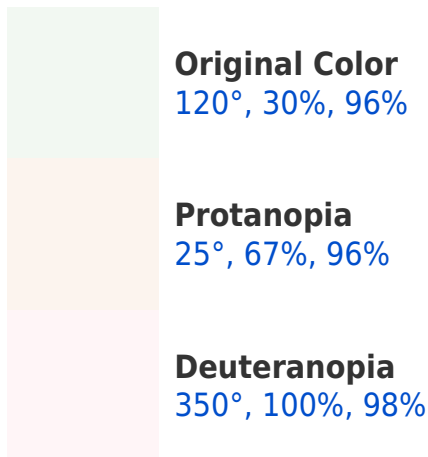 Original Color
120°, 30%, 96%
Protanopia
25°, 67%, 96%
Deuteranopia
350°, 100%, 98%